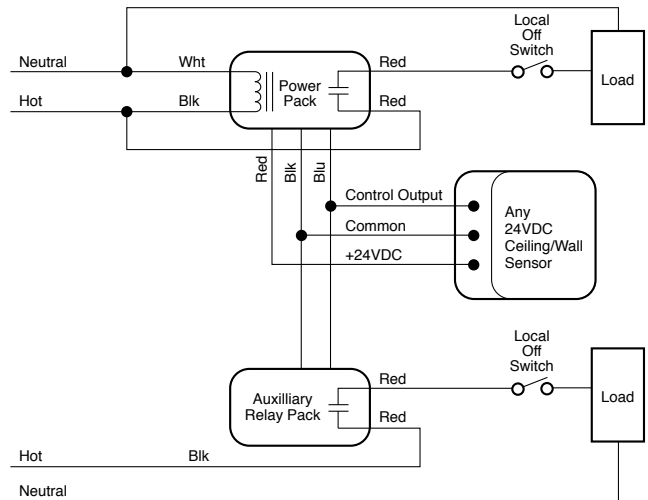 Local
Off
Switch
Neutral
Wht
Red
Power
Pack
Load
Hot
Blk
Red
Red
Blk
Blu
Control Output
Common
+24VDC
Any
24VDC
Ceiling/Wall
Sensor
Local
Off
Switch
Auxilliary
Relay Pack
Red
Load
Red
Hot
Blk
Neutral